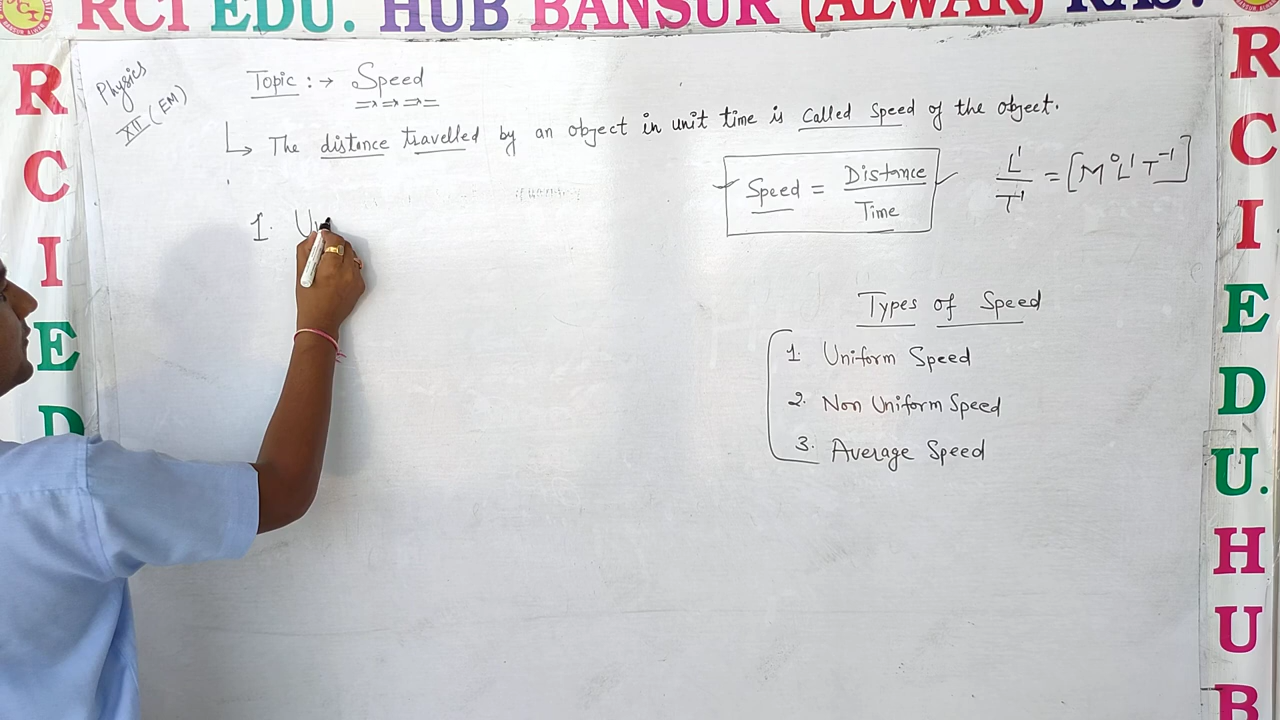 RCI EDU. HUB BANSUR (ALWAR) RAJ.
Physics
XII (EM)
Topic :→ Speed
The distance travelled by an object in unit time is called Speed of the object.
Speed = Distance / Time
L¹ / T¹ = [M⁰L¹T⁻¹]
1. Un
Types of Speed
1. Uniform Speed
2. Non Uniform Speed
3. Average Speed
R
C
I
E
D
R
C
I
E
D
U.
H
U
B